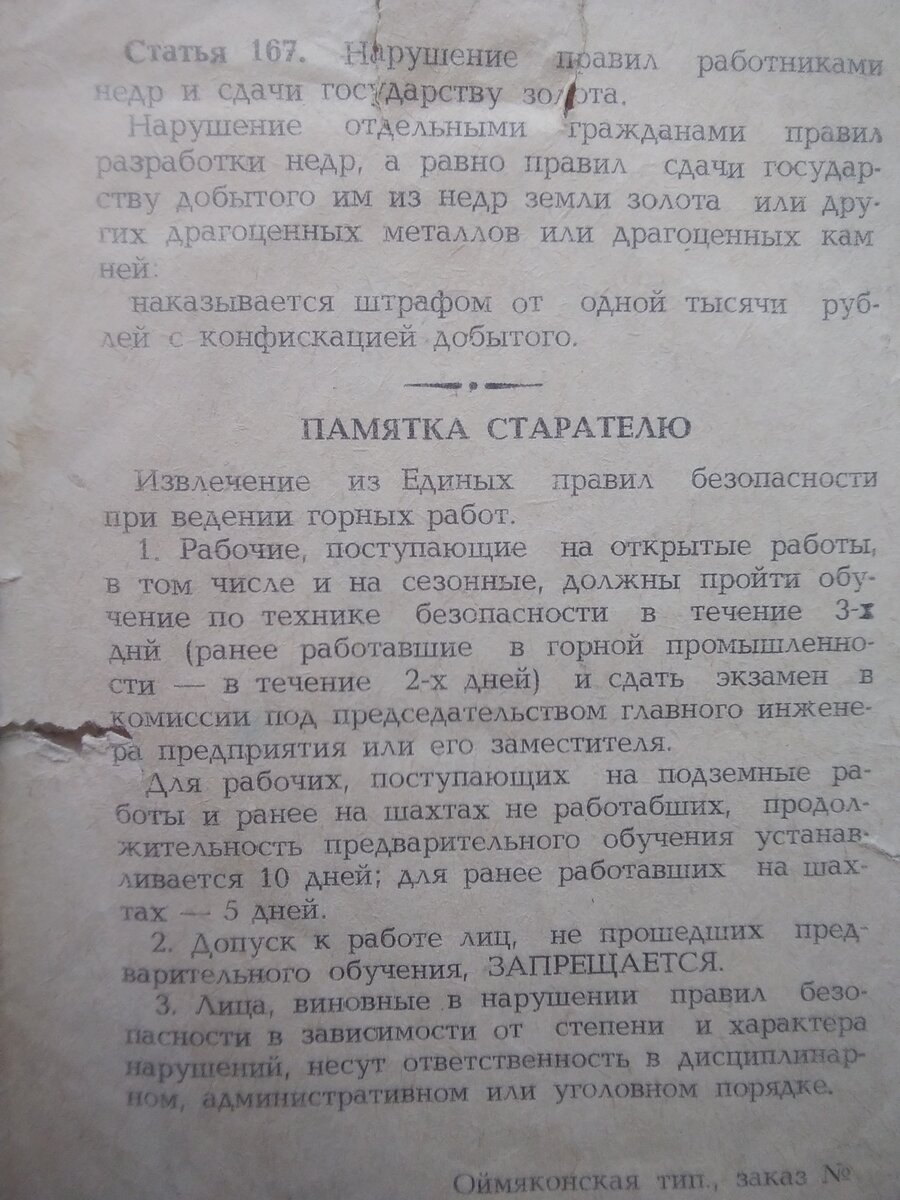 Статья 167. Нарушение правил работниками
недр и сдачи государству золота.
Нарушение отдельными гражданами правил
разработки недр, а равно правил сдачи государ-
ству добытого им из недр земли золота или дру-
гих драгоценных металлов или драгоценных кам
ней:
наказывается штрафом от одной тысячи руб-
лей с конфискацией добытого.
ПАМЯТКА СТАРАТЕЛЮ
Извлечение из Единых правил безопасности
при ведении горных работ.
1. Рабочие, поступающие на открытые работы,
в том числе и на сезонные, должны пройти обу-
чение по технике безопасности в течение 3-х
днй (ранее работавшие в горной промышленно-
сти — в течение 2-х дней) и сдать экзамен в
комиссии под председательством главного инжене-
ра предприятия или его заместителя.
Для рабочих, поступающих на подземные ра-
боты и ранее на шахтах не работабших, продол-
жительность предварительного обучения устанав-
ливается 10 дней; для ранее работавших на шах-
тах — 5 дней.
2. Допуск к работе лиц, не прошедших пред-
варительного обучения, ЗАПРЕЩАЕТСЯ.
3. Лица, виновные в нарушении правил безо-
пасности в зависимости от степени и характера
нарушений, несут ответственность в дисциплинар-
ном, административном или уголовном порядке.
Оймяконская тип., заказ №